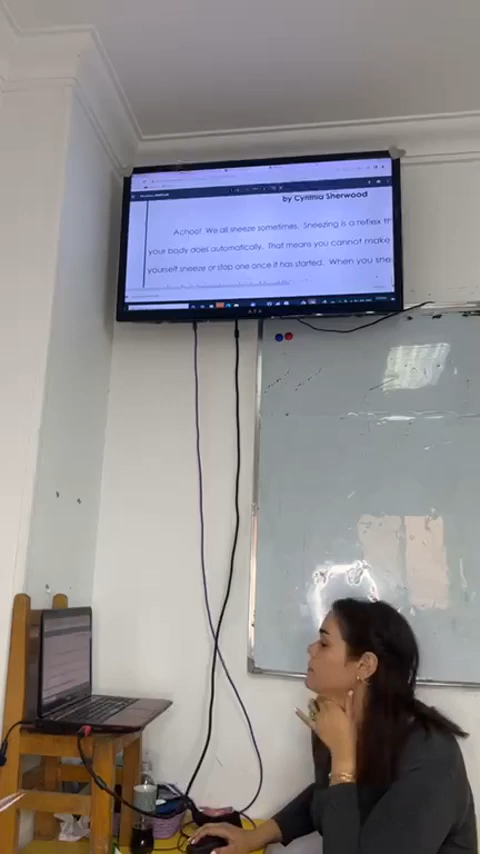 by Cynthia Sherwood
Achoo! We all sneeze sometimes. Sneezing is a reflex th
your body does automatically. That means you cannot make
yourself sneeze or stop one once it has started. When you sne